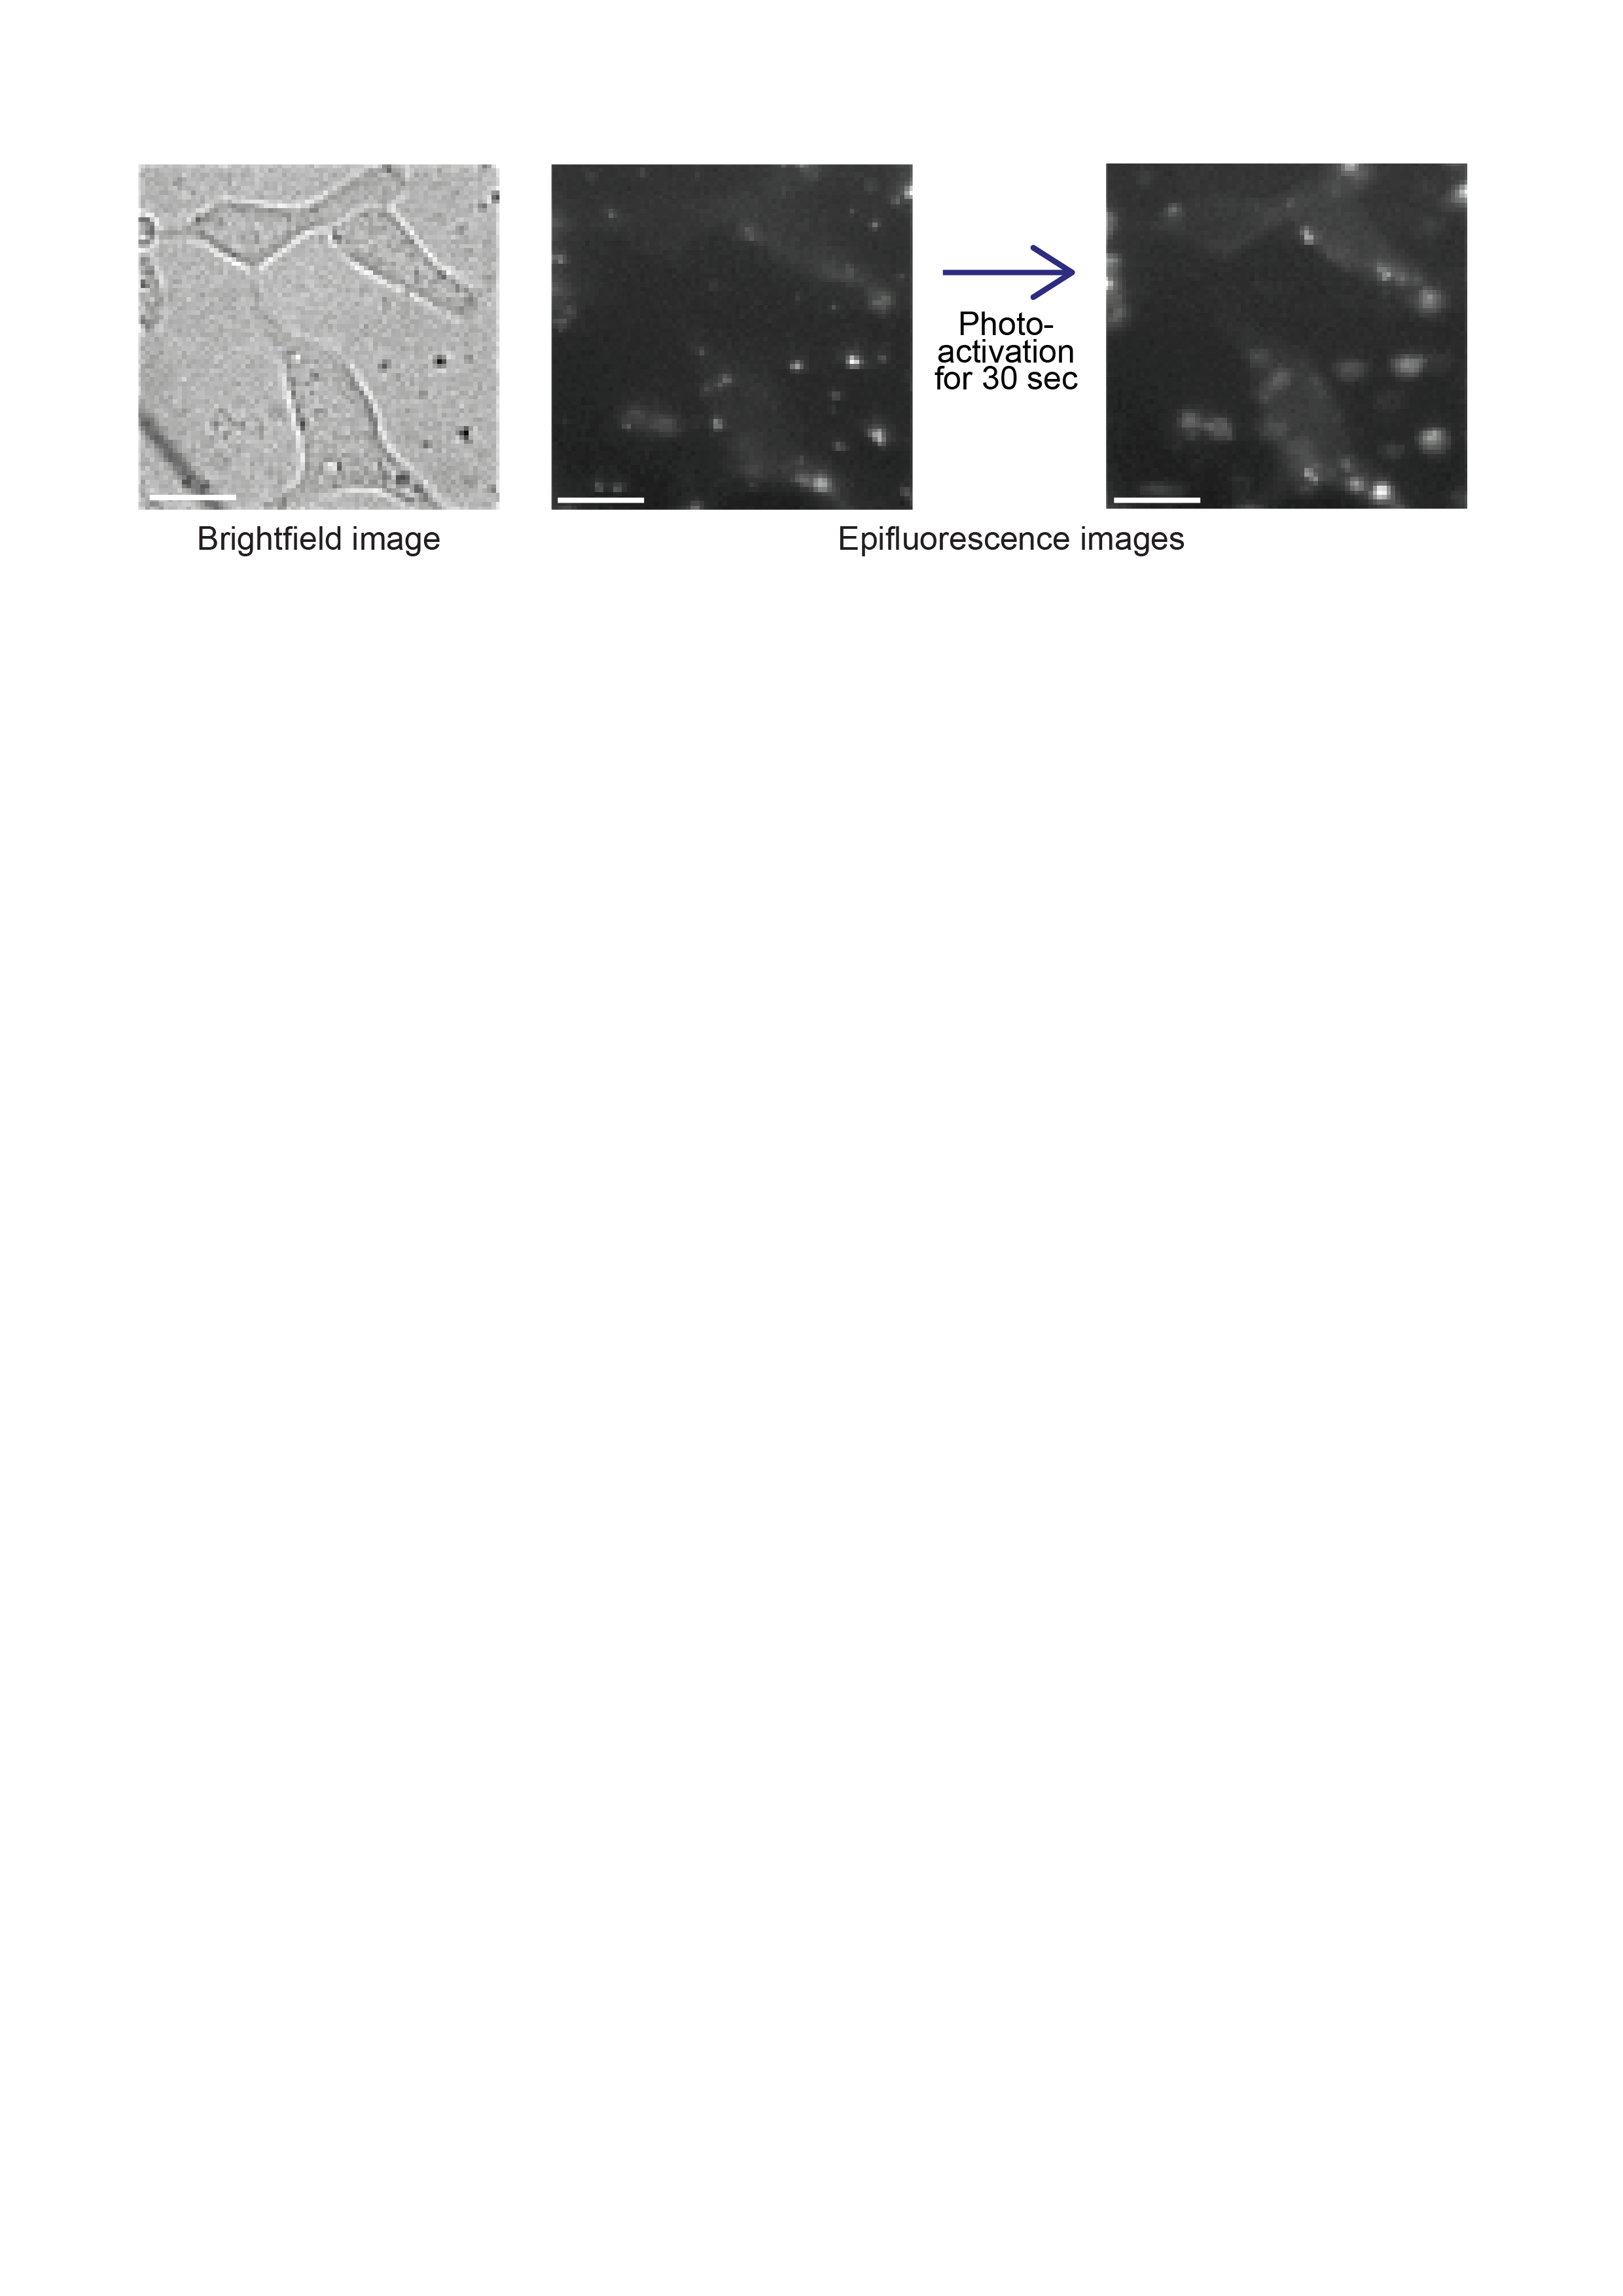 Photo-
activation
for 30 sec
Brightfield image
Epifluorescence images